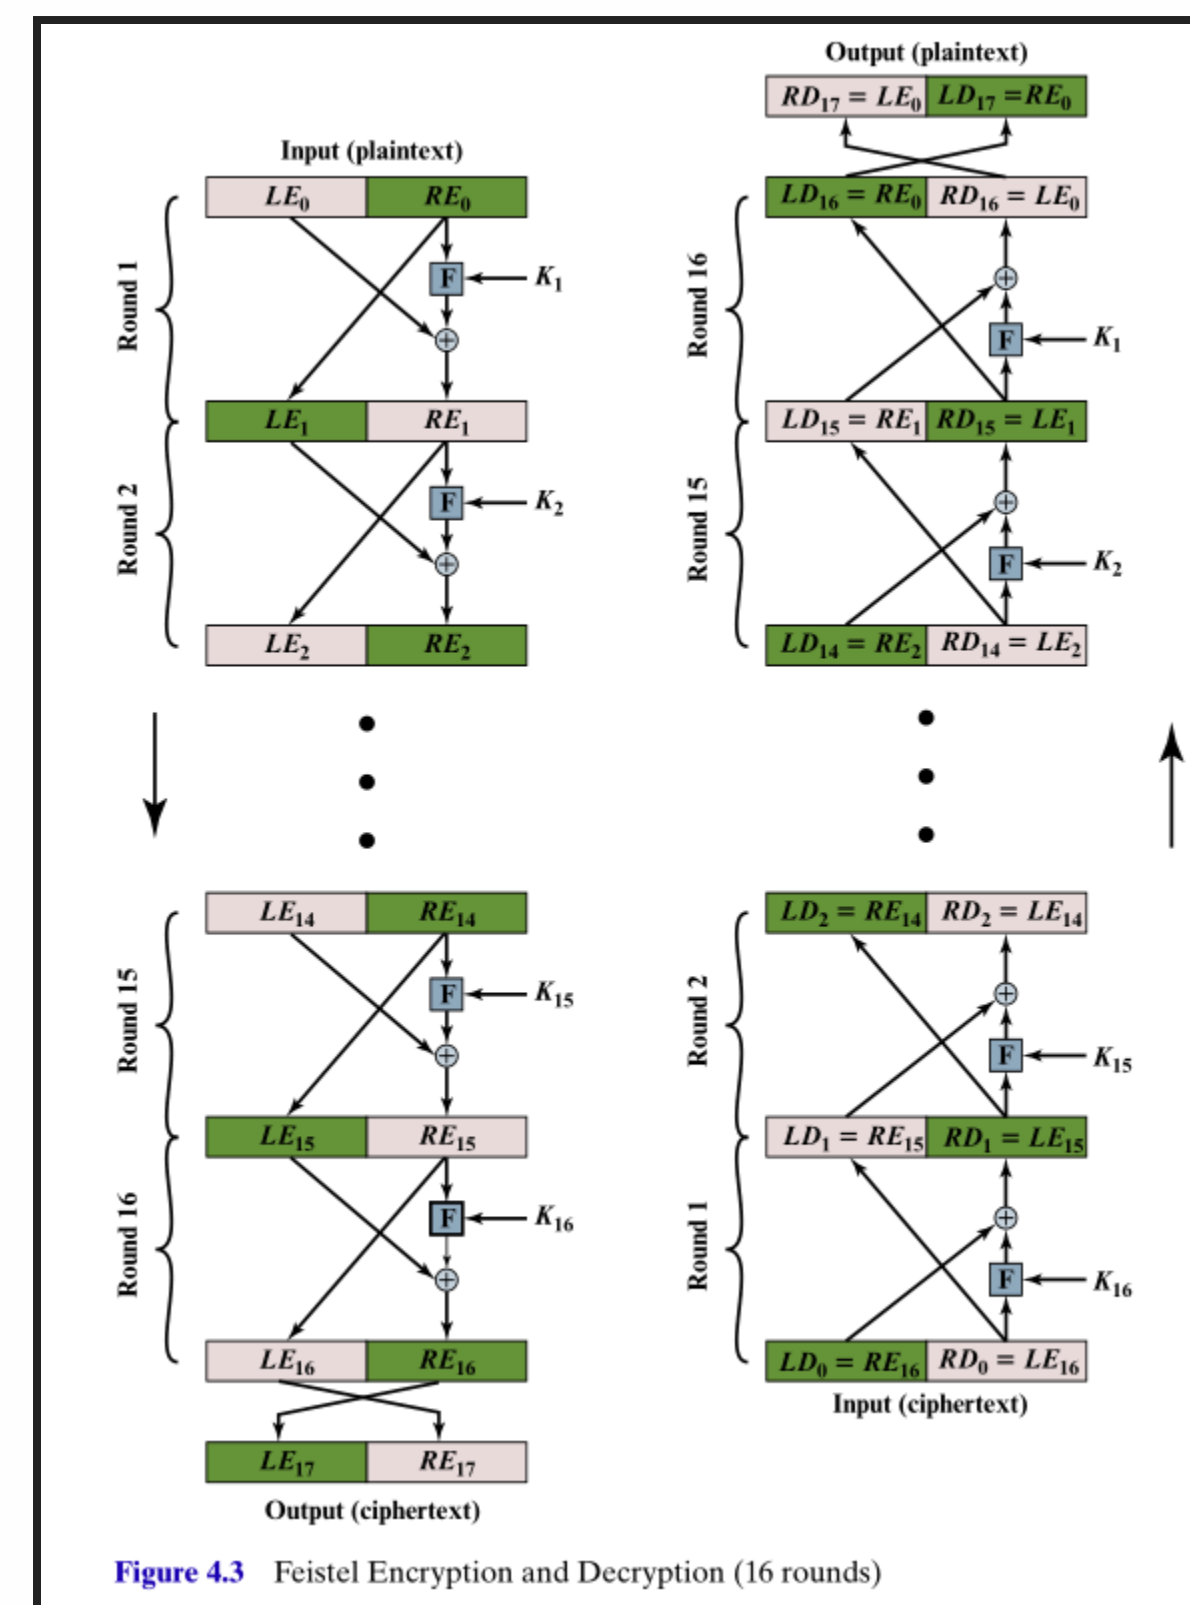 Input (plaintext)
LE0 RE0
Round 1
F K1
+
LE1 RE1
Round 2
F K2
+
LE2 RE2
LE14 RE14
Round 15
F K15
+
LE15 RE15
Round 16
F K16
+
LE16 RE16
LE17 RE17
Output (ciphertext)
Output (plaintext)
RD17 = LE0 LD17 =RE0
LD16 = RE0 RD16 = LE0
Round 16
+
F K1
LD15 = RE1 RD15 = LE1
Round 15
+
F K2
LD14 = RE2 RD14 = LE2
LD2 = RE14 RD2 = LE14
Round 2
+
F K15
LD1 = RE15 RD1 = LE15
Round 1
+
F K16
LD0 = RE16 RD0 = LE16
Input (ciphertext)
Figure 4.3 Feistel Encryption and Decryption (16 rounds)